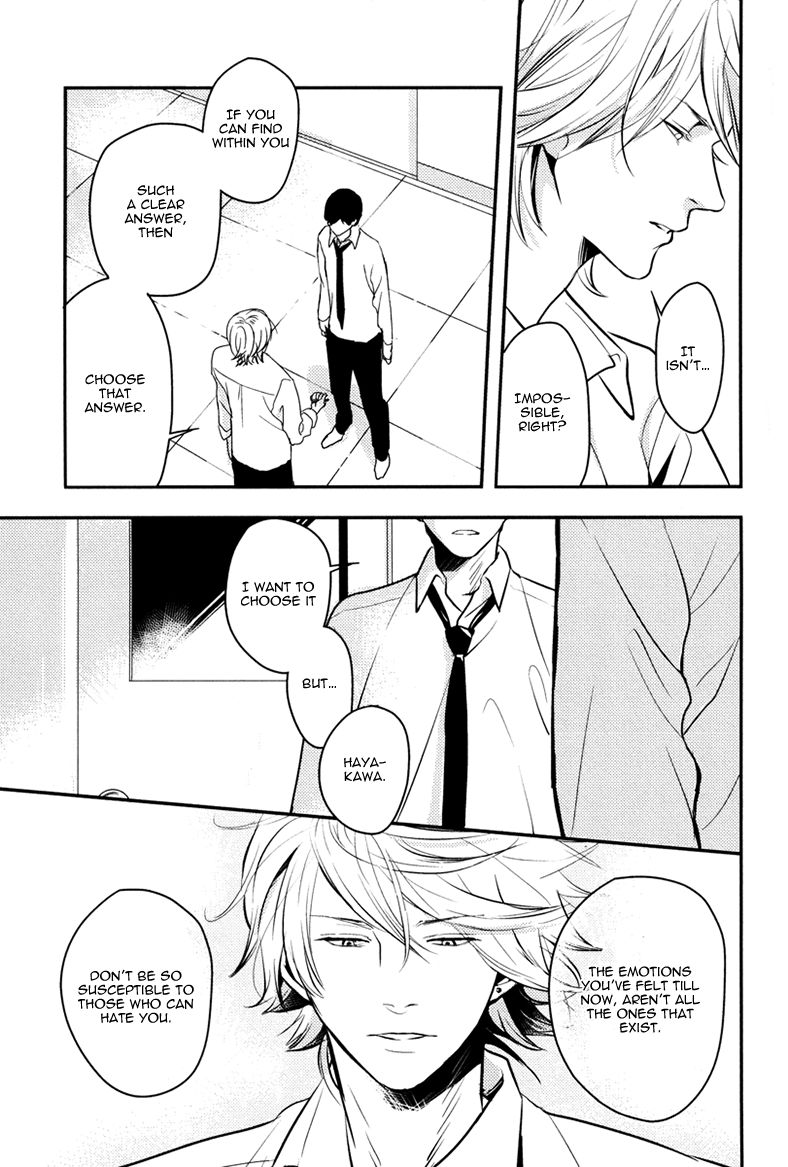 IT
ISN'T...
IMPOS-
SIBLE,
RIGHT?
IF YOU
CAN FIND
WITHIN YOU
SUCH
A CLEAR
ANSWER,
THEN
CHOOSE
THAT
ANSWER.
I WANT TO
CHOOSE IT
BUT...
HAYA-
KAWA.
THE EMOTIONS
YOU'VE FELT TILL
NOW, AREN'T ALL
THE ONES THAT
EXIST.
DON'T BE SO
SUSCEPTIBLE TO
THOSE WHO CAN
HATE YOU.